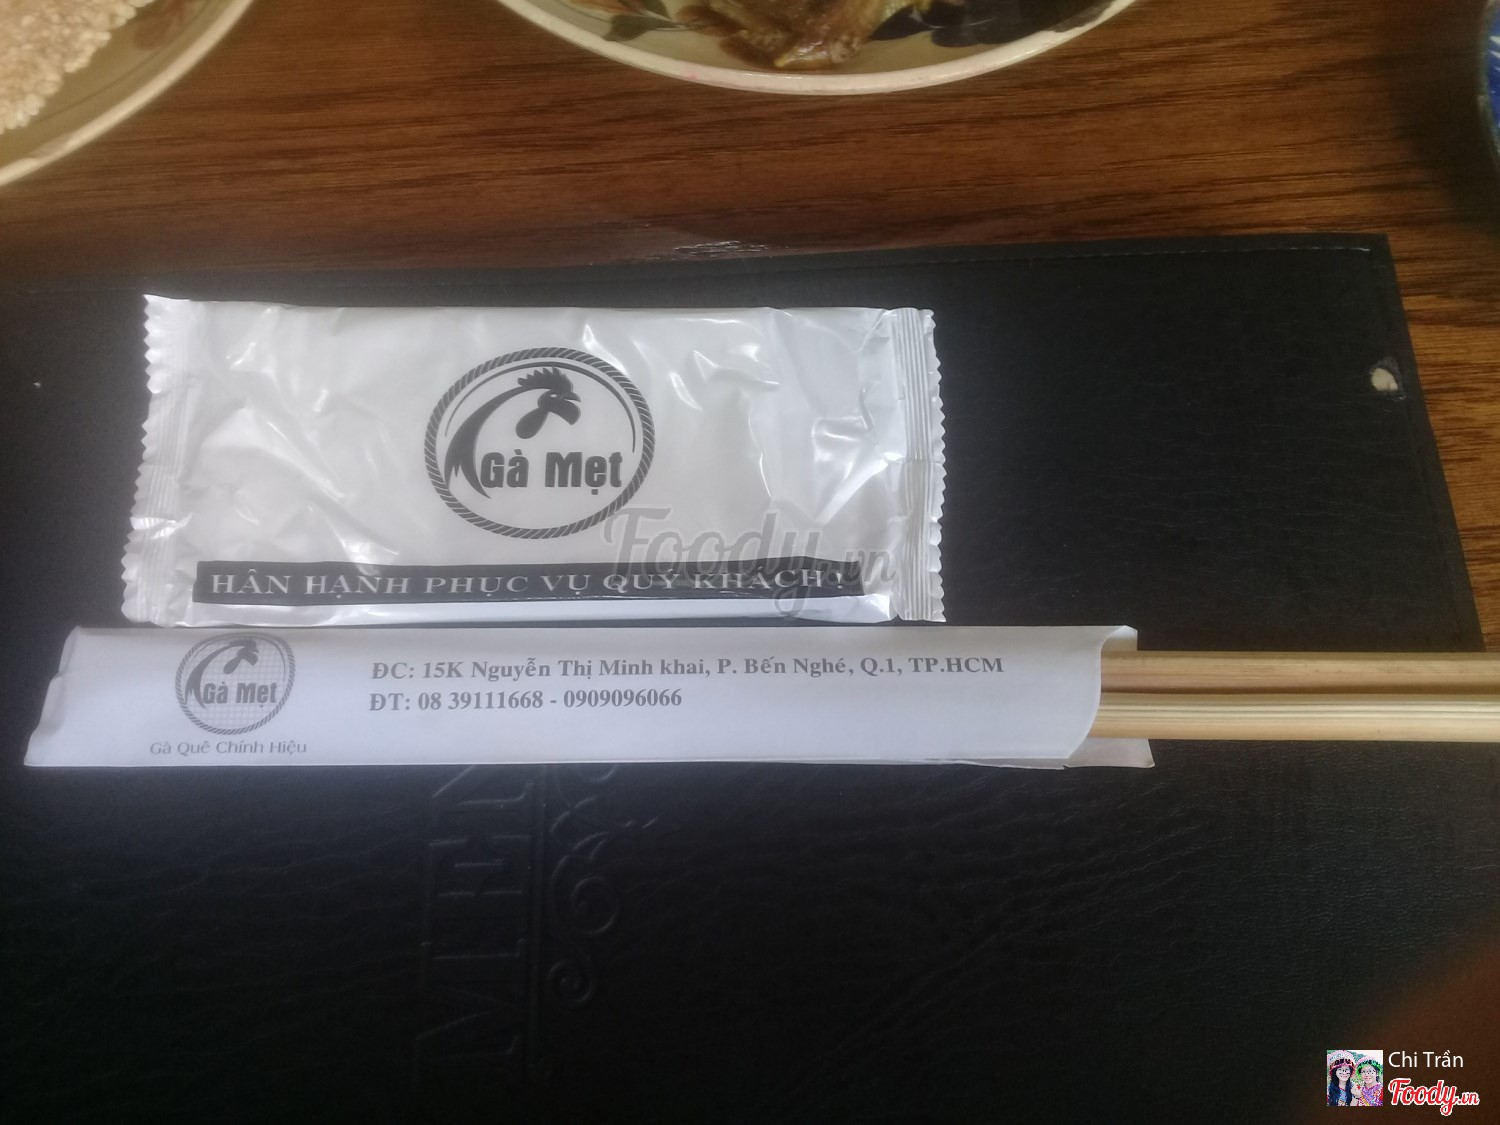 Gà Mẹt
Foody.vn
HÂN HẠNH PHỤC VỤ QUÝ KHÁCH !
Gà Mẹt
Gà Quê Chính Hiệu
ĐC: 15K Nguyễn Thị Minh khai, P. Bến Nghé, Q.1, TP.HCM
ĐT: 08 39111668 - 0909096066
MEN
Chi Trần
Foody.vn